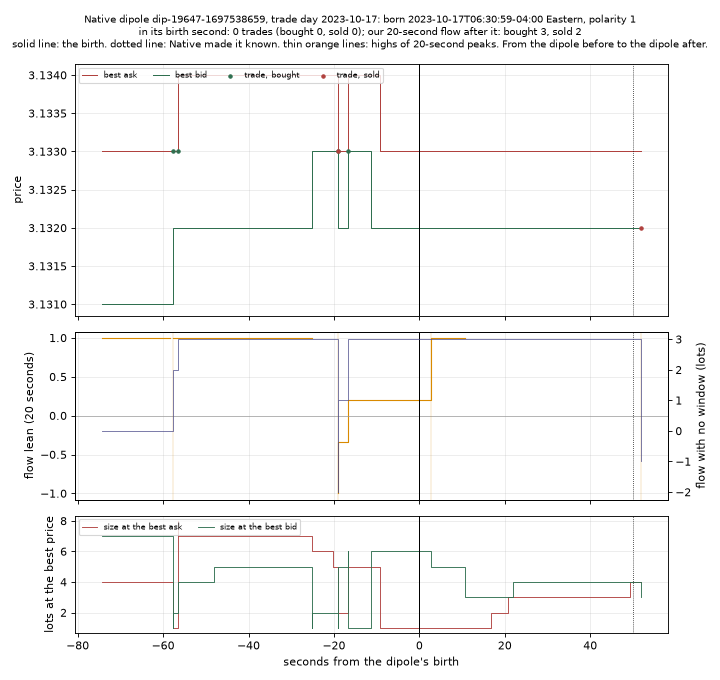 Native dipole dip-19647-1697538659, trade day 2023-10-17: born 2023-10-17T06:30:59-04:00 Eastern, polarity 1
in its birth second: 0 trades (bought 0, sold 0); our 20-second flow after it: bought 3, sold 2
solid line: the birth. dotted line: Native made it known. thin orange lines: highs of 20-second peaks. From the dipole before to the dipole after.
best ask best bid trade, bought trade, sold
3.1340
3.1335
3.1330
3.1325
3.1320
3.1315
3.1310
price
1.0
0.5
0.0
−0.5
−1.0
flow lean (20 seconds)
3
2
1
0
−1
−2
flow with no window (lots)
size at the best ask size at the best bid
8
6
4
2
lots at the best price
−80 −60 −40 −20 0 20 40
seconds from the dipole's birth